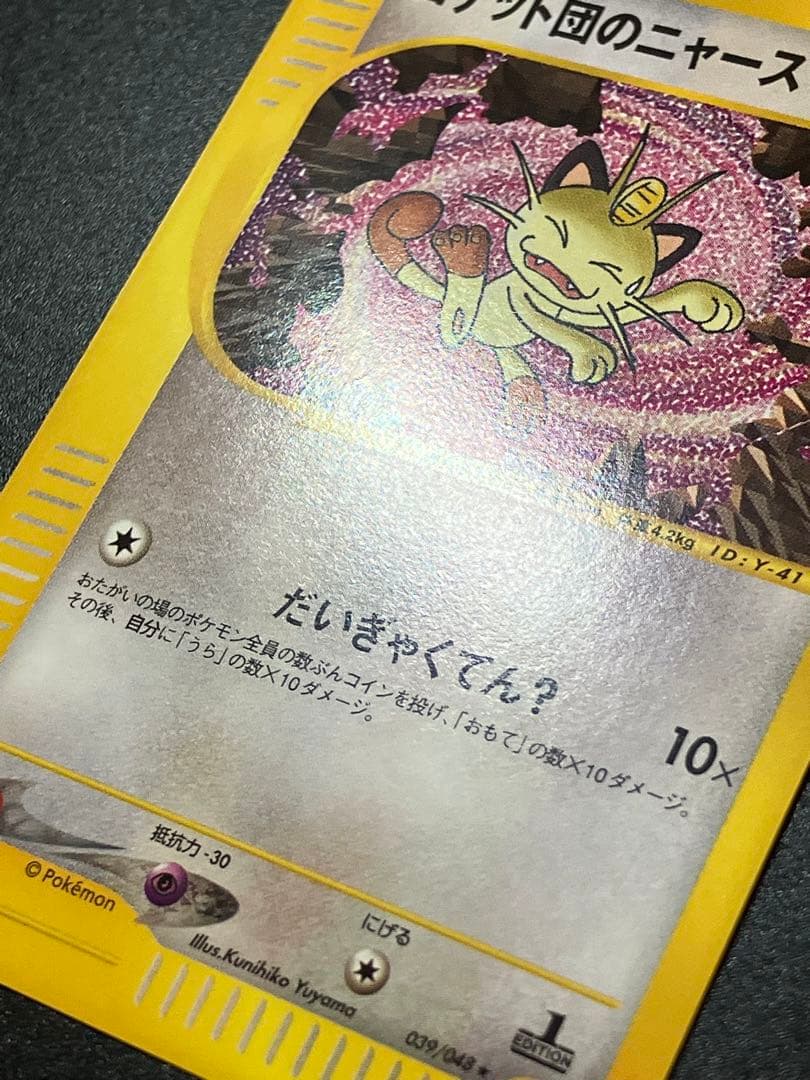 ロケット団のニャース
体重4.2kg ID:Y-41
だいぎゃくてん?
10×
おたがいの場のポケモン全員の数ぶんコインを投げ、「おもて」の数×10ダメージ。
その後、自分に「うら」の数×10ダメージ。
抵抗力 -30
にげる
©Pokémon
Illus.Kunihiko Yuyama
039/048 ★
1
EDITION